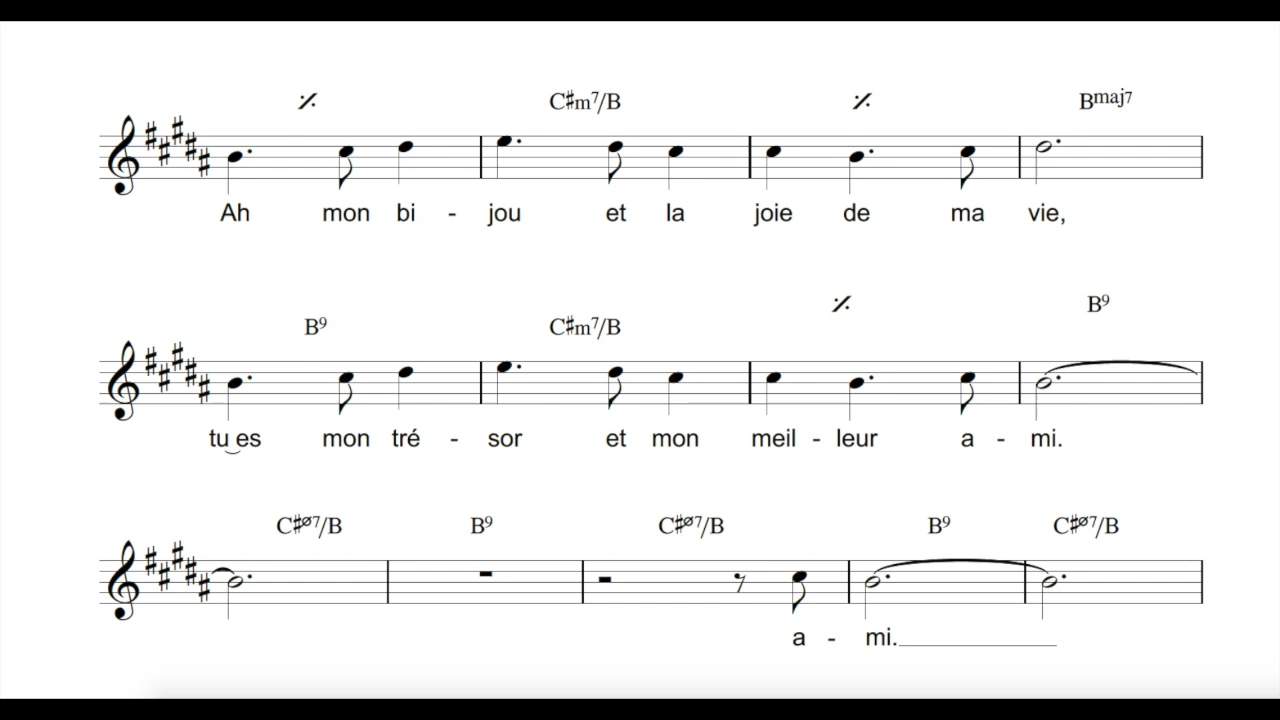 𝄎 C♯m7/B 𝄎 Bmaj7
Ah mon bi - jou et la joie de ma vie,
𝄎 B9
B9 C♯m7/B
tu‿es mon tré - sor et mon meil - leur a - mi.
C♯ø7/B B9 C♯ø7/B B9 C♯ø7/B
a - mi.